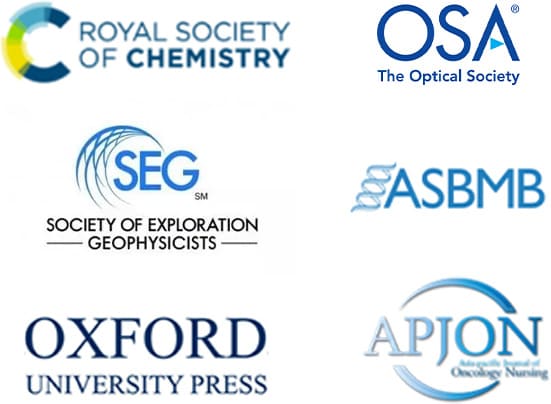 ROYAL SOCIETY
OF CHEMISTRY
OSA®
The Optical Society
SEG SM
SOCIETY OF EXPLORATION
GEOPHYSICISTS
ASBMB
OXFORD
UNIVERSITY PRESS
APJON
Asia-pacific Journal of
Oncology Nursing